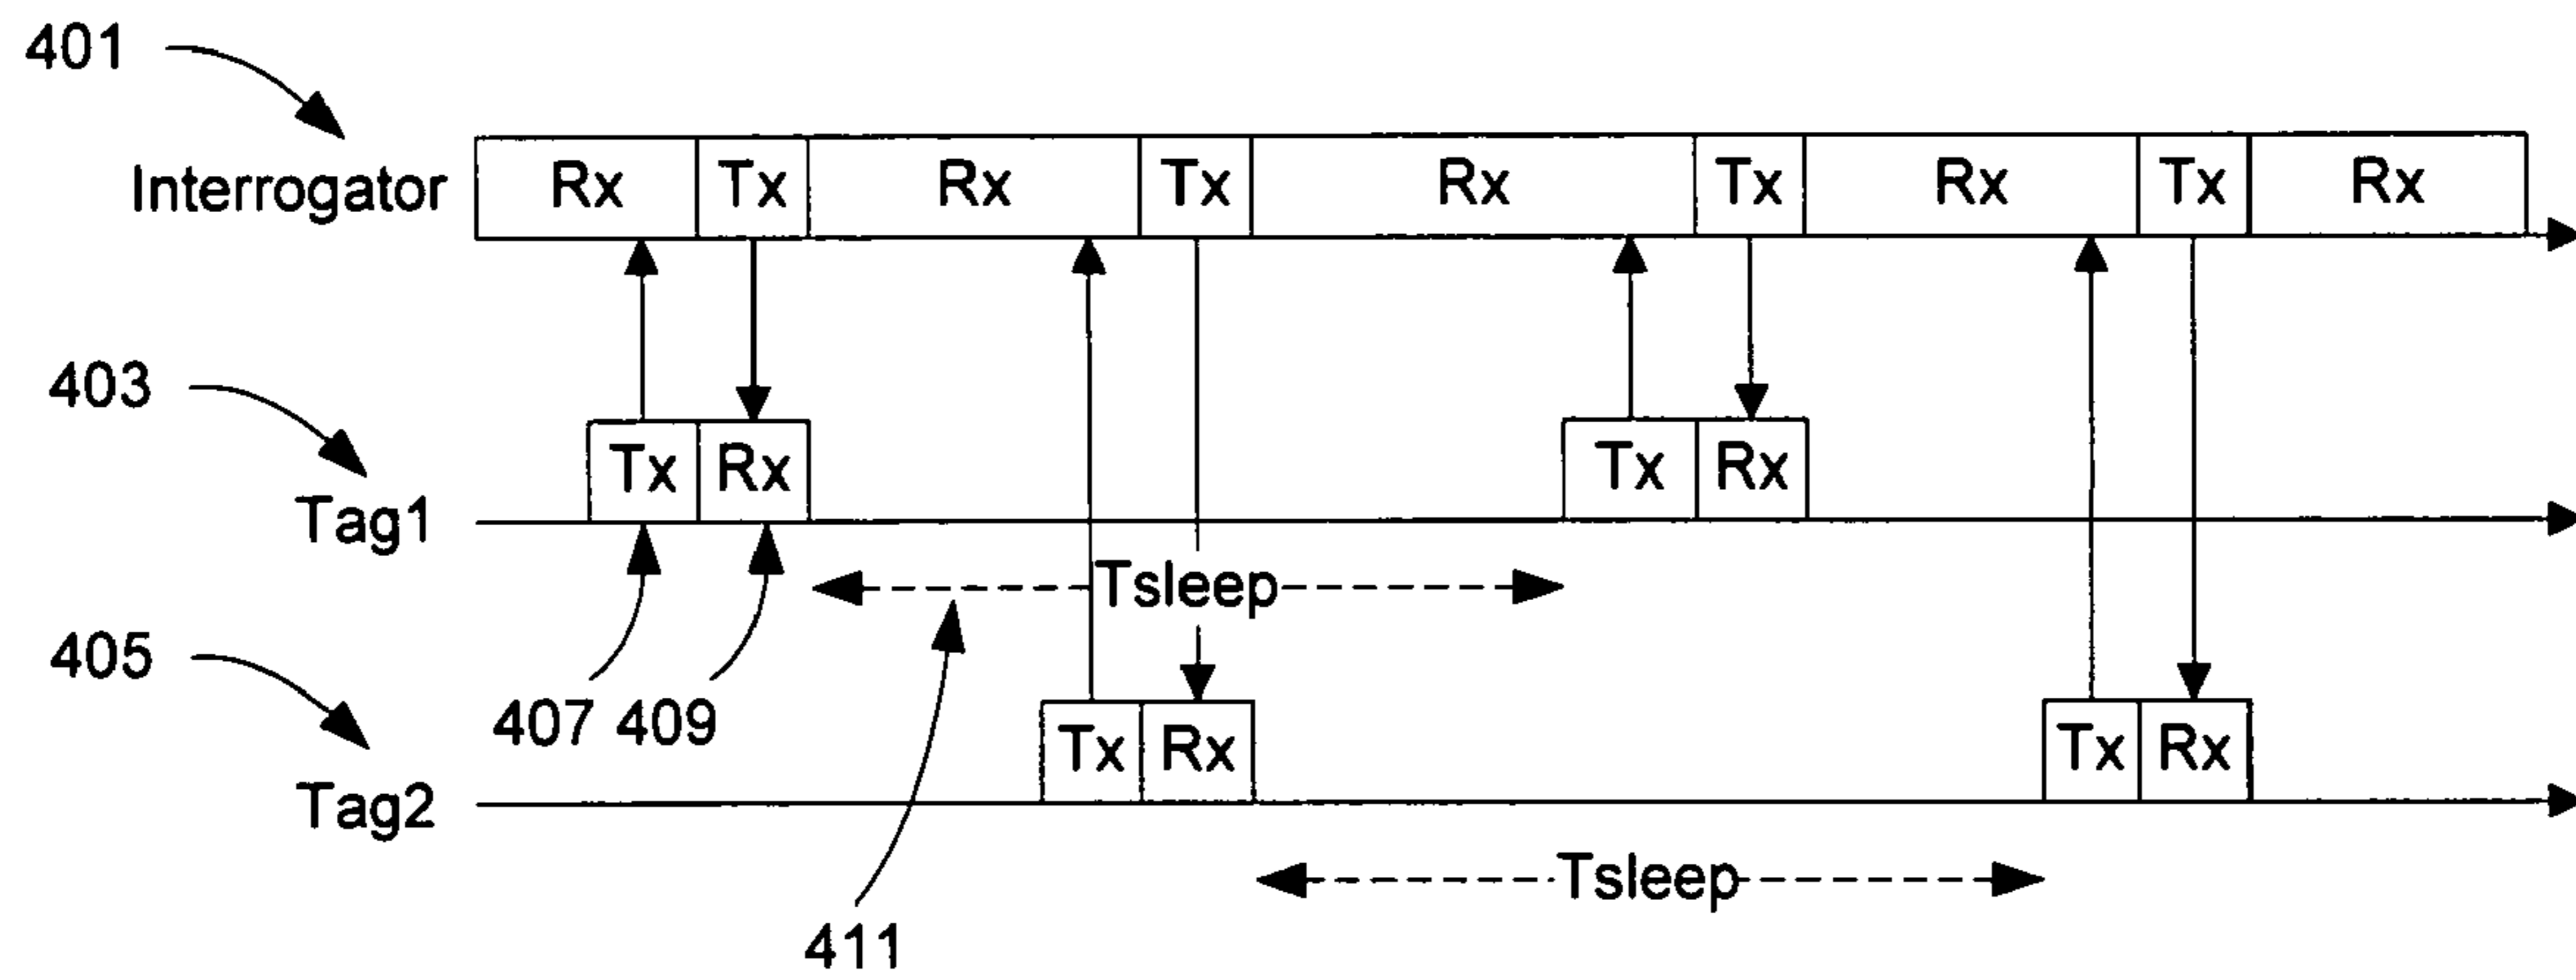 401
Interrogator Rx Tx Rx Tx Rx Tx Rx Tx Rx
403
Tag1 Tx Rx Tx Rx
Tsleep
405
407 409
Tag2 Tx Rx Tx Rx
Tsleep
411